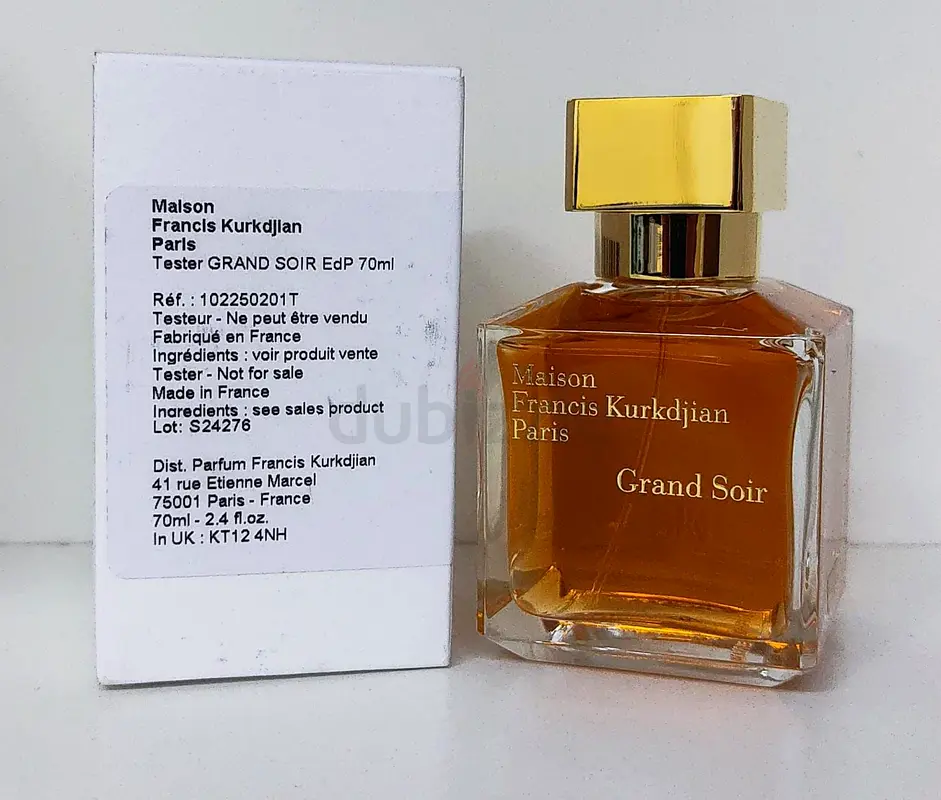 Maison
Francis Kurkdjian
Paris
Tester GRAND SOIR EdP 70ml
Réf. : 102250201T
Testeur - Ne peut être vendu
Fabriqué en France
Ingrédients : voir produit vente
Tester - Not for sale
Made in France
Ingredients : see sales product
Lot: S24276
Dist. Parfum Francis Kurkdjian
41 rue Etienne Marcel
75001 Paris - France
70ml - 2.4 fl.oz.
In UK : KT12 4NH
Maison
Francis Kurkdjian
Paris
Grand Soir